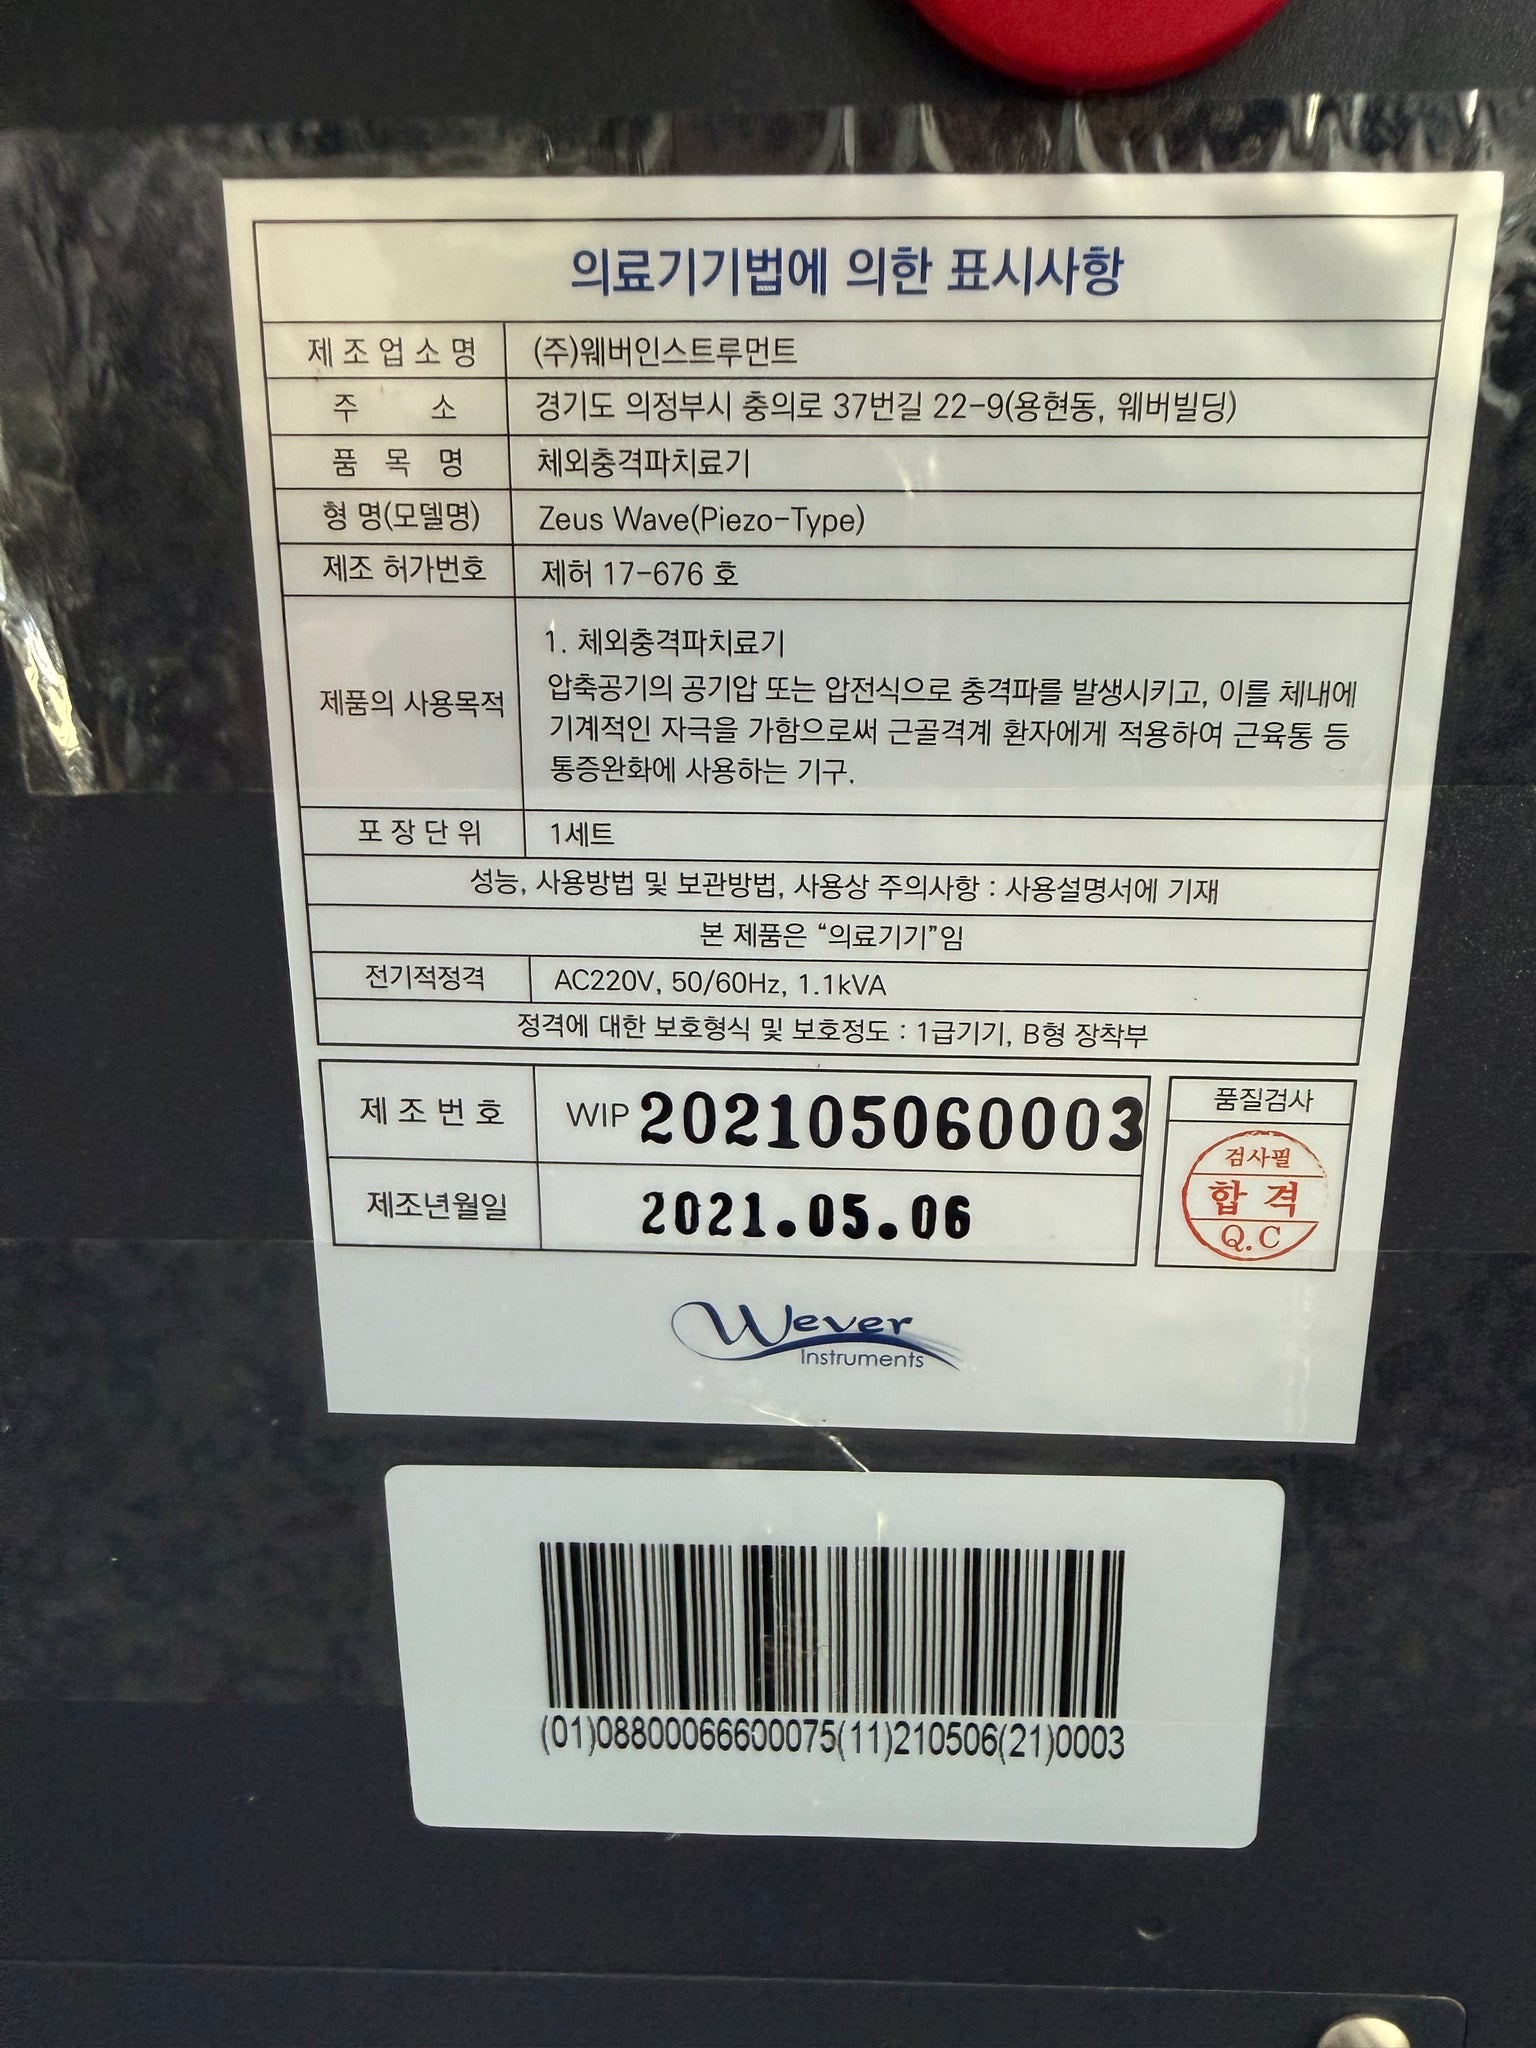 의료기기법에 의한 표시사항
제조업소명 (주)웨버인스트루먼트
주 소 경기도 의정부시 충의로 37번길 22-9(용현동, 웨버빌딩)
품 목 명 체외충격파치료기
형 명(모델명) Zeus Wave(Piezo-Type)
제조 허가번호 제허 17-676 호
제품의 사용목적 1. 체외충격파치료기
압축공기의 공기압 또는 압전식으로 충격파를 발생시키고, 이를 체내에
기계적인 자극을 가함으로써 근골격계 환자에게 적용하여 근육통 등
통증완화에 사용하는 기구.
포장단위 1세트
성능, 사용방법 및 보관방법, 사용상 주의사항 : 사용설명서에 기재
본 제품은 “의료기기”임
전기적정격 AC220V, 50/60Hz, 1.1kVA
정격에 대한 보호형식 및 보호정도 : 1급기기, B형 장착부
제조번호 WIP 202105060003
제조년월일 2021.05.06
품질검사
검사필
합격
Q.C
Wever
Instruments
(01)08800066600075(11)210506(21)0003